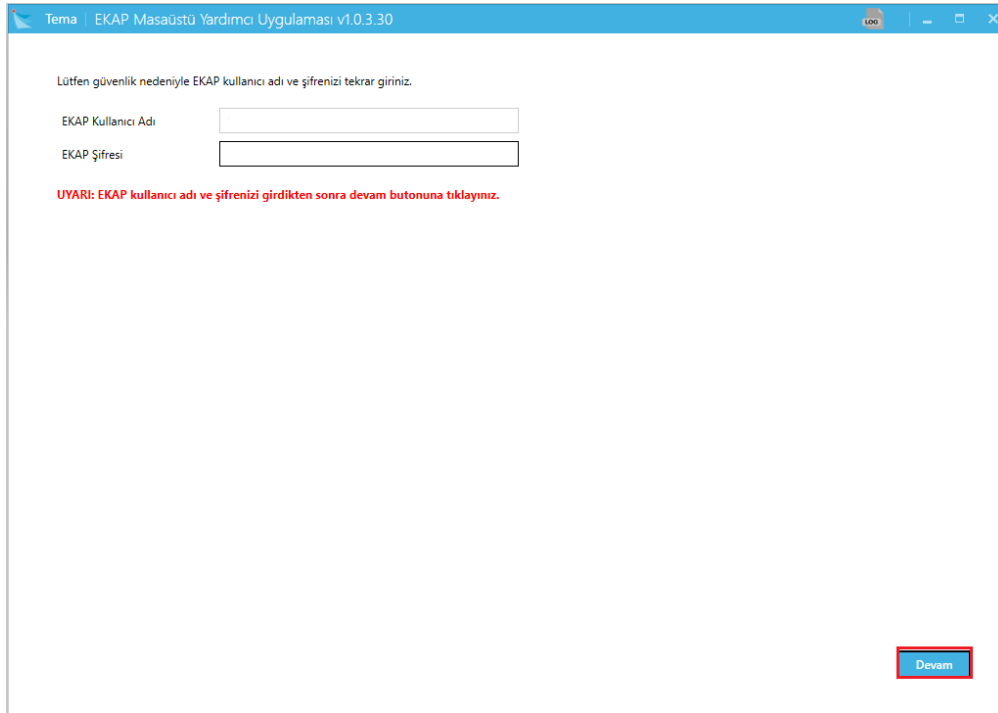 Tema EKAP Masaüstü Yardımcı Uygulaması v1.0.3.30 LOG
Lütfen güvenlik nedeniyle EKAP kullanıcı adı ve şifrenizi tekrar giriniz.
EKAP Kullanıcı Adı
EKAP Şifresi
UYARI: EKAP kullanıcı adı ve şifrenizi girdikten sonra devam butonuna tıklayınız.
Devam